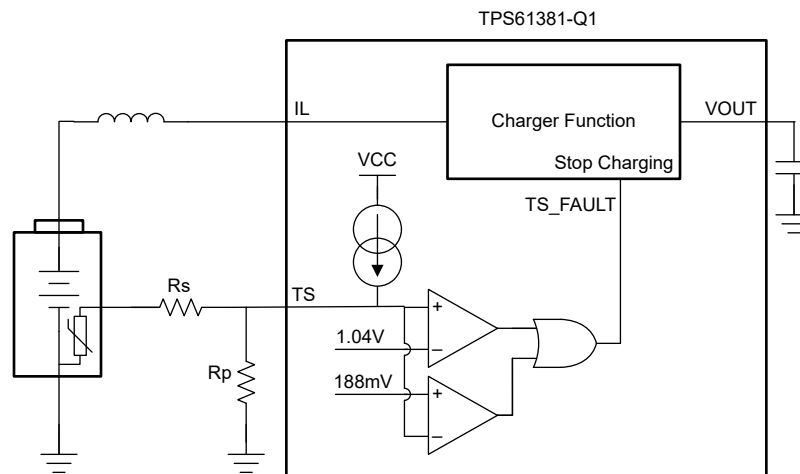 TPS61381-Q1
IL
Charger Function
VOUT
Stop Charging
VCC
TS_FAULT
Rs
TS
+
1.04V
−
Rp
188mV
+
−